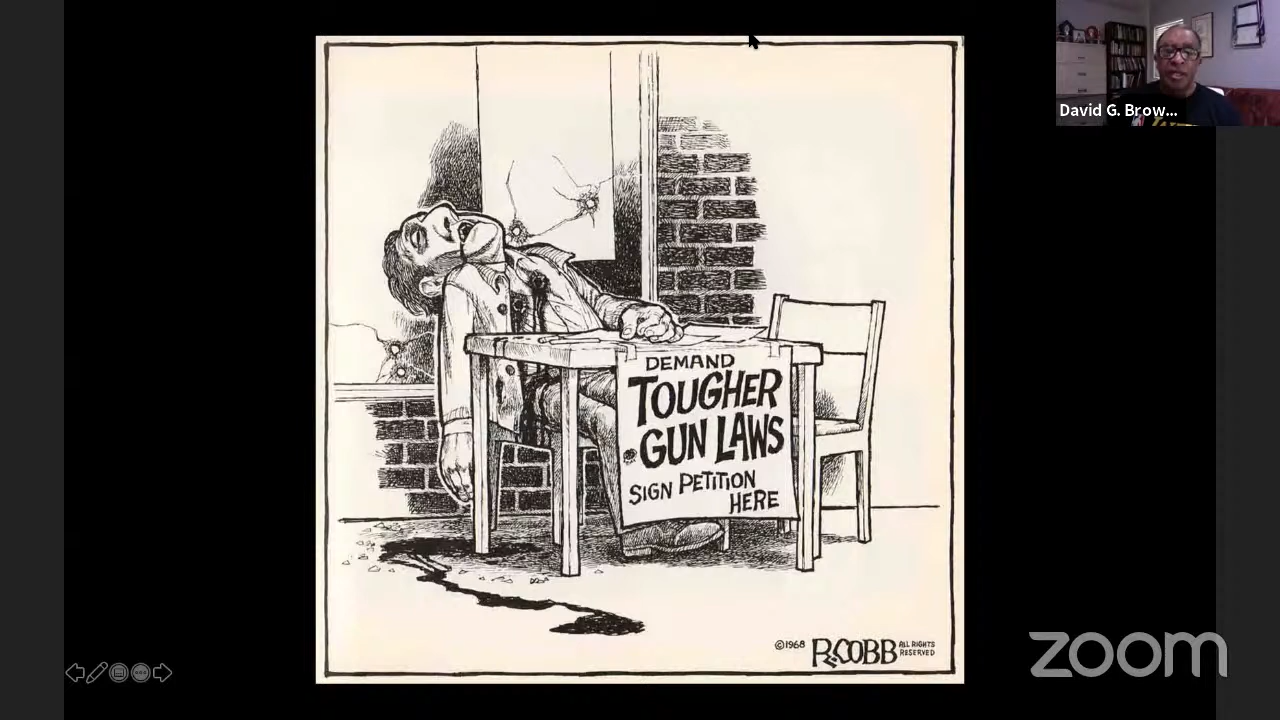 David G. Brow...
DEMAND
TOUGHER
GUN LAWS
SIGN PETITION
HERE
©1968 R.COBB ALL RIGHTS
RESERVED
zoom